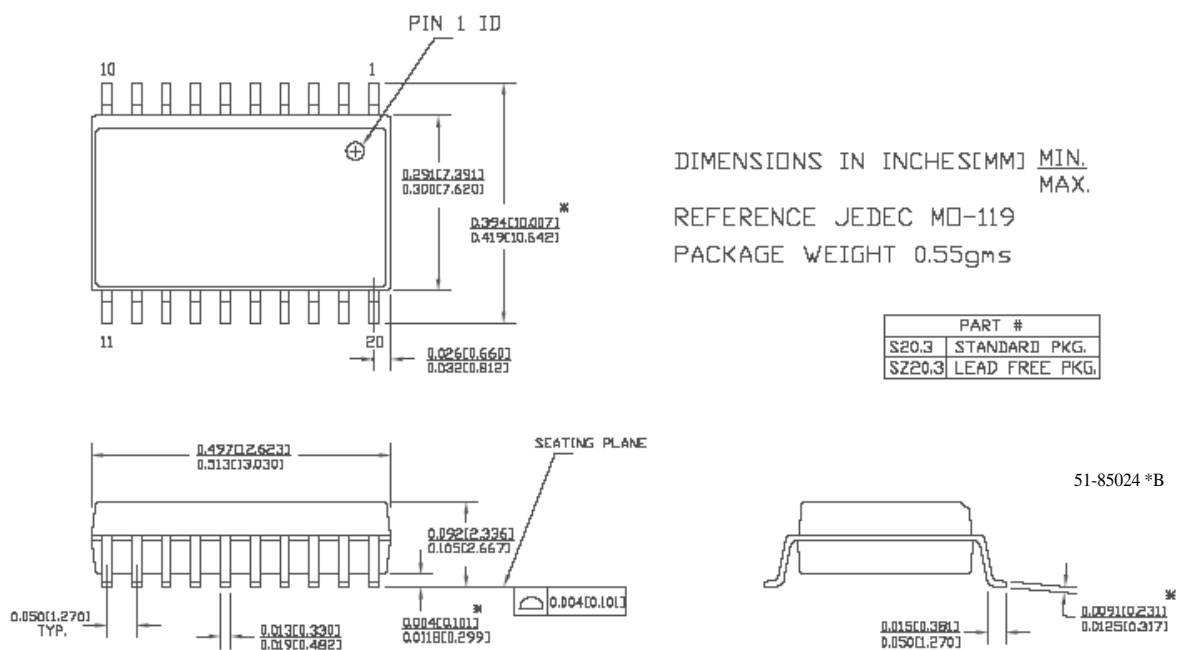 PIN 1 ID
10
1
0.291[7.391]
0.300[7.620]
*
0.394[10.007]
0.419[10.642]
11
20
0.026[0.660]
0.032[0.812]
DIMENSIONS IN INCHES[MM] MIN.
MAX.
REFERENCE JEDEC MO-119
PACKAGE WEIGHT 0.55gms
PART #
S20.3 STANDARD PKG.
SZ20.3 LEAD FREE PKG.
0.497[12.623]
0.513[13.030]
SEATING PLANE
0.092[2.336]
0.105[2.667]
0.004[0.101]
0.050[1.270]
TYP.
0.013[0.330]
0.019[0.482]
*
0.004[0.101]
0.0118[0.299]
51-85024 *B
0.015[0.381]
0.050[1.270]
*
0.0091[0.231]
0.0125[0.317]